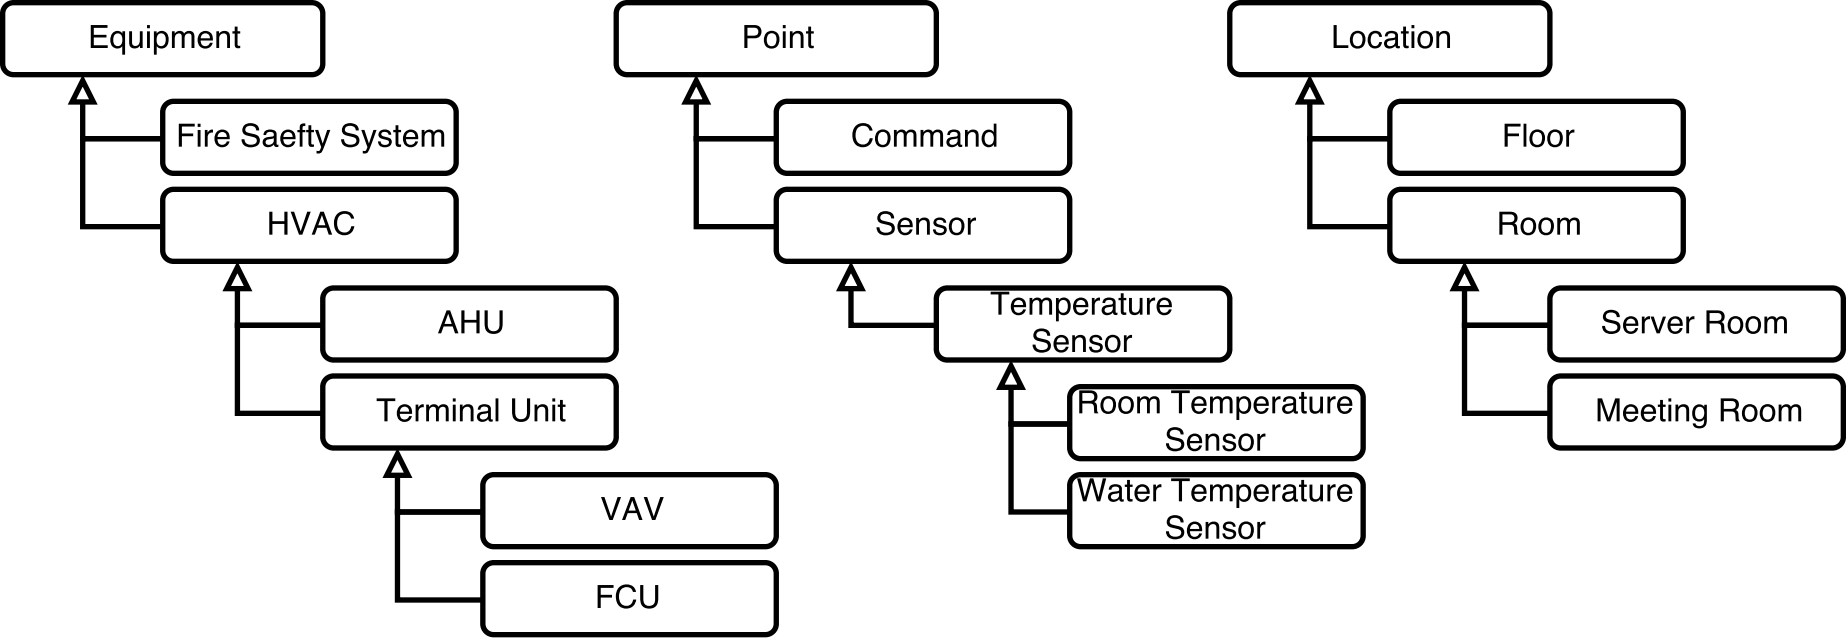 Equipment
Fire Saefty System
HVAC
AHU
Terminal Unit
VAV
FCU
Point
Command
Sensor
Temperature
Sensor
Room Temperature
Sensor
Water Temperature
Sensor
Location
Floor
Room
Server Room
Meeting Room